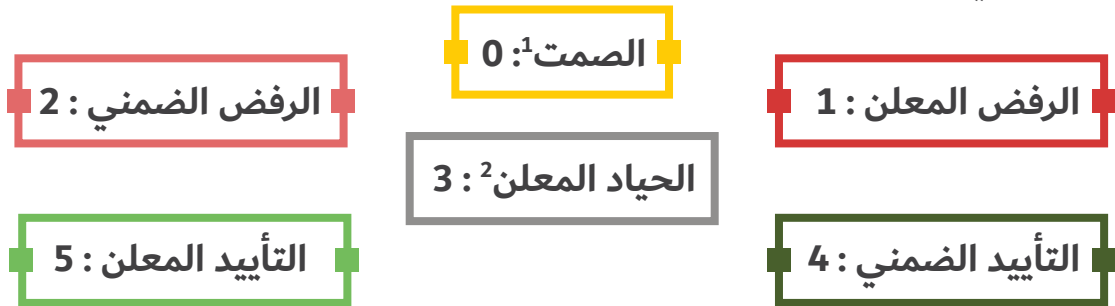 الصمت¹: 0
الرفض المعلن : 1
الرفض الضمني : 2
الحياد المعلن² : 3
التأييد الضمني : 4
التأييد المعلن : 5